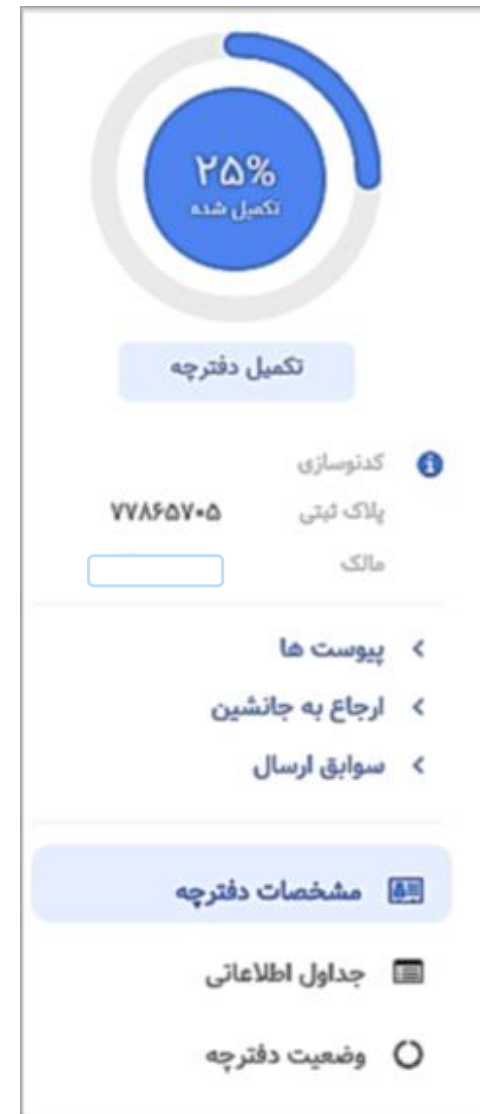 ۲۵%
تکمیل شده
تکمیل دفترچه
کدنوسازی
پلاک ثبتی ۷۷۸۶۵۷۰۵
مالک
پیوست ها
ارجاع به جانشین
سوابق ارسال
مشخصات دفترچه
جداول اطلاعاتی
وضعیت دفترچه